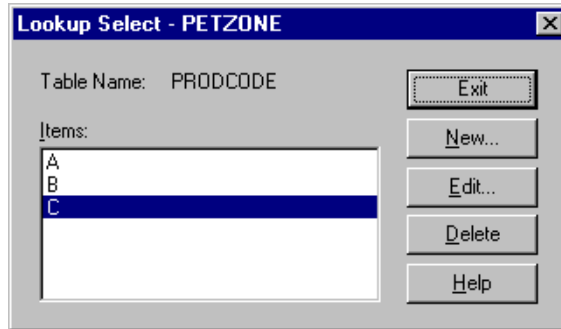 Lookup Select - PETZONE
Table Name: PRODCODE
Items:
A
B
C
Exit
New...
Edit...
Delete
Help